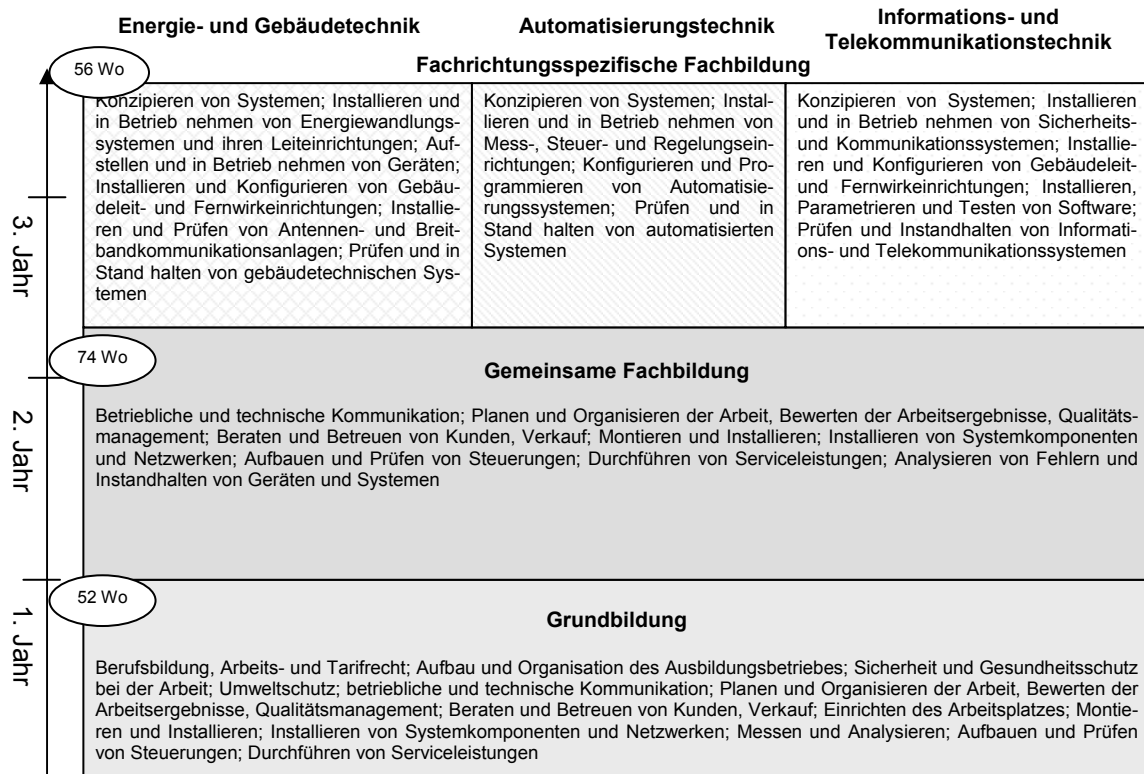 Energie- und Gebäudetechnik
Automatisierungstechnik
Informations- und
Telekommunikationstechnik
56 Wo
Fachrichtungsspezifische Fachbildung
Konzipieren von Systemen; Installieren und
in Betrieb nehmen von Energiewandlungs-
systemen und ihren Leiteinrichtungen; Auf-
stellen und in Betrieb nehmen von Geräten;
Installieren und Konfigurieren von Gebäu-
deleit- und Fernwirkeinrichtungen; Installie-
ren und Prüfen von Antennen- und Breit-
bandkommunikationsanlagen; Prüfen und in
Stand halten von gebäudetechnischen Sys-
temen
Konzipieren von Systemen; Instal-
lieren und in Betrieb nehmen von
Mess-, Steuer- und Regelungsein-
richtungen; Konfigurieren und Pro-
grammieren von Automatisie-
rungssystemen; Prüfen und in
Stand halten von automatisierten
Systemen
Konzipieren von Systemen; Installieren
und in Betrieb nehmen von Sicherheits-
und Kommunikationssystemen; Installie-
ren und Konfigurieren von Gebäudeleit-
und Fernwirkeinrichtungen; Installieren,
Parametrieren und Testen von Software;
Prüfen und Instandhalten von Informati-
ons- und Telekommunikationssystemen
3. Jahr
74 Wo
Gemeinsame Fachbildung
Betriebliche und technische Kommunikation; Planen und Organisieren der Arbeit, Bewerten der Arbeitsergebnisse, Qualitäts-
management; Beraten und Betreuen von Kunden, Verkauf; Montieren und Installieren; Installieren von Systemkomponenten
und Netzwerken; Aufbauen und Prüfen von Steuerungen; Durchführen von Serviceleistungen; Analysieren von Fehlern und
Instandhalten von Geräten und Systemen
2. Jahr
52 Wo
Grundbildung
Berufsbildung, Arbeits- und Tarifrecht; Aufbau und Organisation des Ausbildungsbetriebes; Sicherheit und Gesundheitsschutz
bei der Arbeit; Umweltschutz; betriebliche und technische Kommunikation; Planen und Organisieren der Arbeit, Bewerten der
Arbeitsergebnisse, Qualitätsmanagement; Beraten und Betreuen von Kunden, Verkauf; Einrichten des Arbeitsplatzes; Montie-
ren und Installieren; Installieren von Systemkomponenten und Netzwerken; Messen und Analysieren; Aufbauen und Prüfen
von Steuerungen; Durchführen von Serviceleistungen
1. Jahr